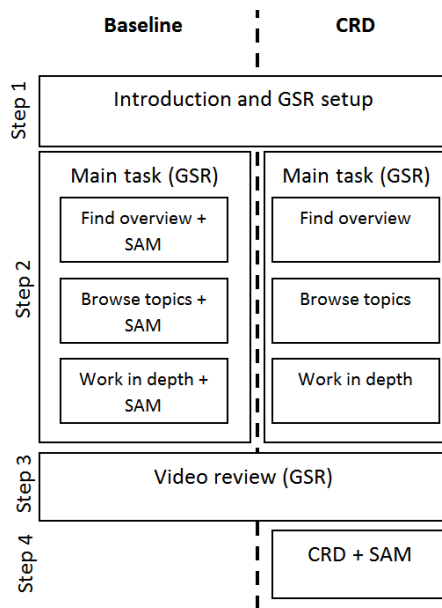 Baseline
CRD
Step 1
Introduction and GSR setup
Step 2
Main task (GSR)
Find overview +
SAM
Browse topics +
SAM
Work in depth +
SAM
Main task (GSR)
Find overview
Browse topics
Work in depth
Step 3
Video review (GSR)
Step 4
CRD + SAM